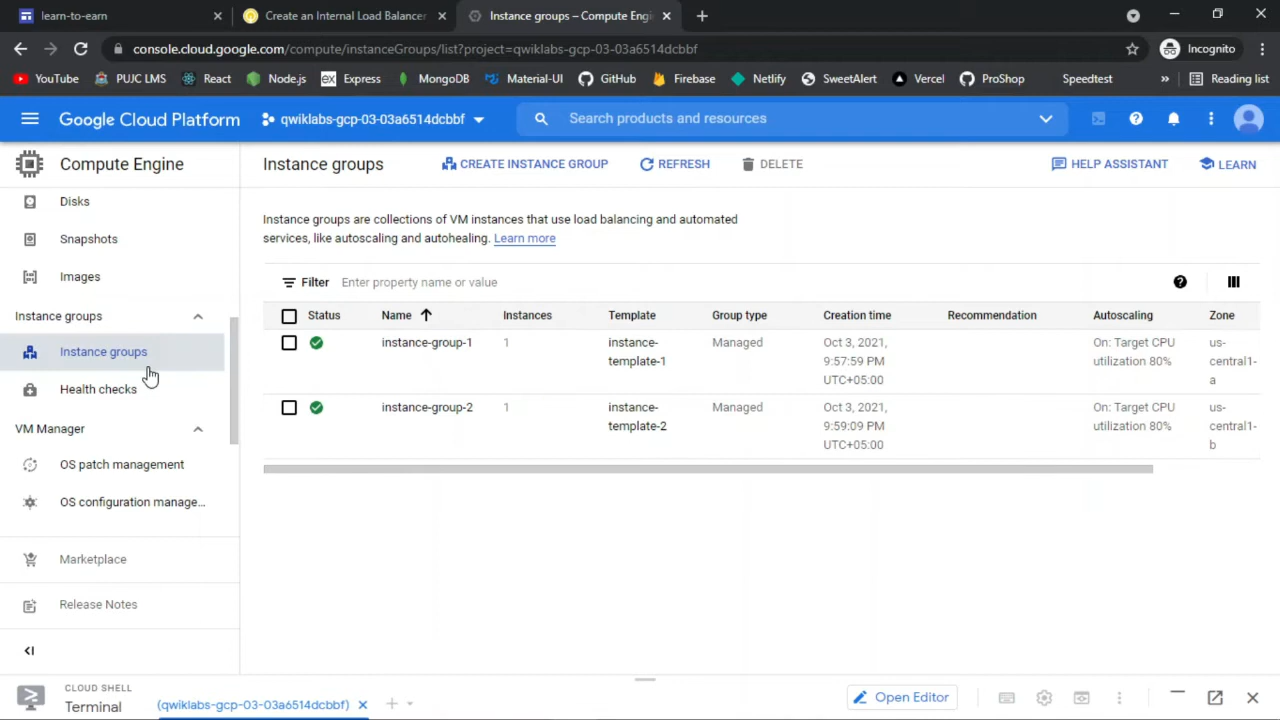 learn-to-earn
Create an Internal Load Balancer
Instance groups – Compute Engi
console.cloud.google.com/compute/instanceGroups/list?project=qwiklabs-gcp-03-03a6514dcbbf
Incognito
YouTube
PUJC LMS
React
Node.js
ex
Express
MongoDB
Material-UI
GitHub
Firebase
Netlify
SweetAlert
Vercel
ProShop
Speedtest
»
Reading list
Google Cloud Platform
qwiklabs-gcp-03-03a6514dcbbf
Search products and resources
Compute Engine
Instance groups
CREATE INSTANCE GROUP
REFRESH
DELETE
HELP ASSISTANT
LEARN
Disks
Snapshots
Images
Instance groups
Instance groups
Health checks
VM Manager
OS patch management
OS configuration manage...
Marketplace
Release Notes
Instance groups are collections of VM instances that use load balancing and automated
services, like autoscaling and autohealing. Learn more
Filter Enter property name or value
Status Name Instances Template Group type Creation time Recommendation Autoscaling Zone
instance-group-1 1 instance- Managed Oct 3, 2021, On: Target CPU us-
template-1 9:57:59 PM utilization 80% central1-
UTC+05:00 a
instance-group-2 1 instance- Managed Oct 3, 2021, On: Target CPU us-
template-2 9:59:09 PM utilization 80% central1-
UTC+05:00 b
CLOUD SHELL
Terminal
(qwiklabs-gcp-03-03a6514dcbbf)
Open Editor